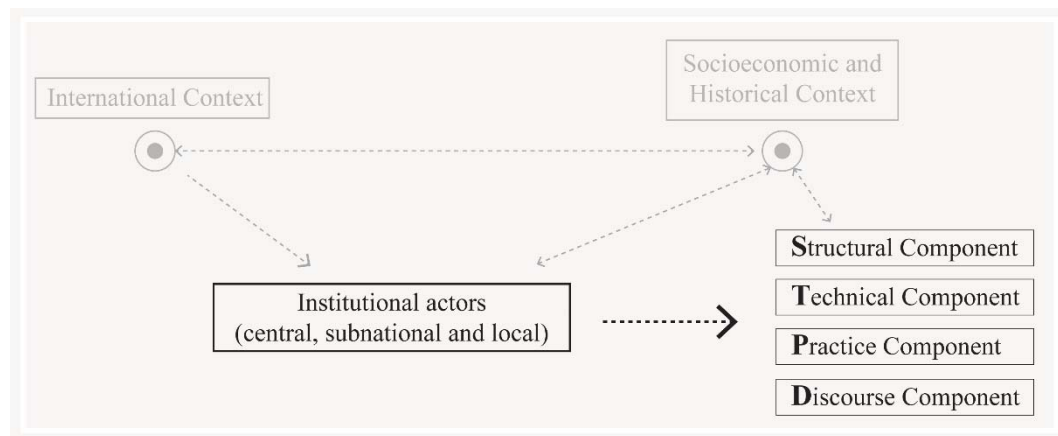 International Context
Socioeconomic and
Historical Context
Institutional actors
(central, subnational and local)
Structural Component
Technical Component
Practice Component
Discourse Component